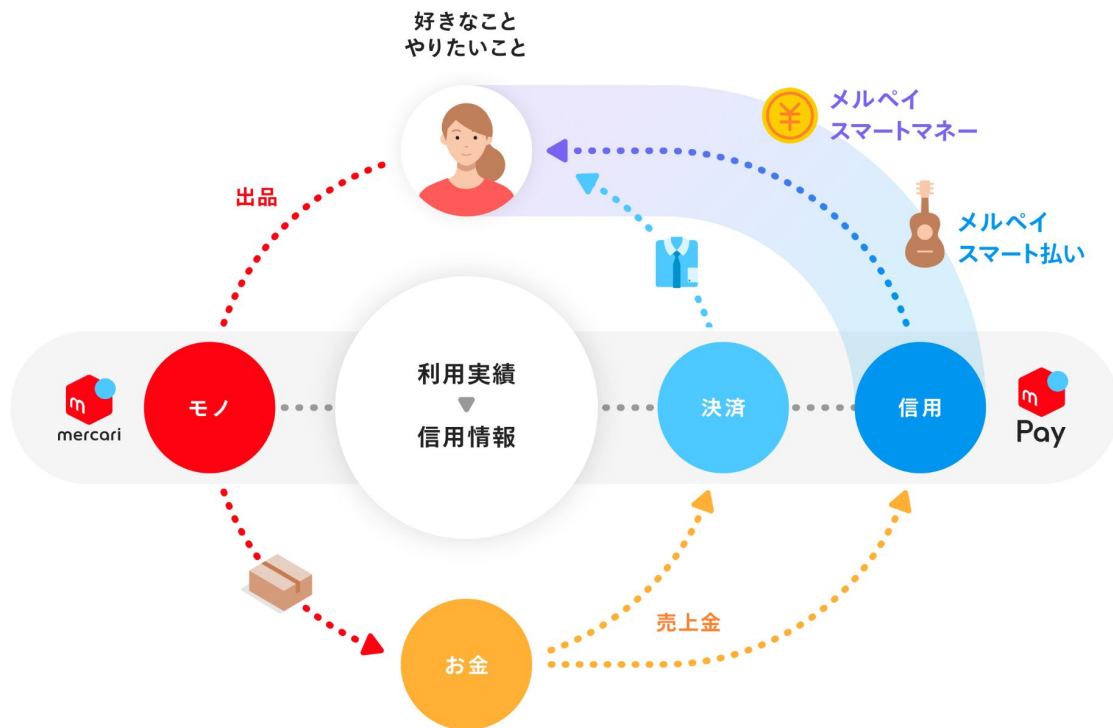 好きなこと
やりたいこと
メルペイ
スマートマネー
出品
メルペイ
スマート払い
m
mercari
モノ
利用実績
信用情報
決済
信用
m
Pay
売上金
お金
¥